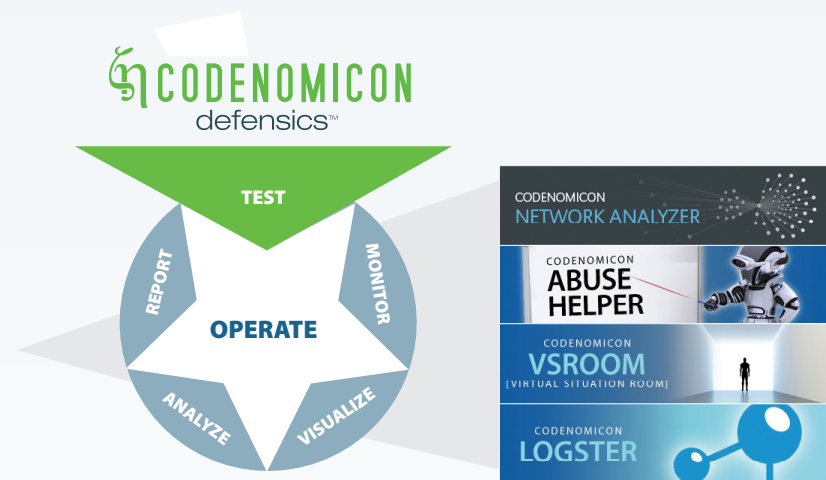 CODENOMICON
defensics™
TEST
REPORT
MONITOR
OPERATE
ANALYZE
VISUALIZE
CODENOMICON
NETWORK ANALYZER
CODENOMICON
ABUSE
HELPER
CODENOMICON
VSROOM
[VIRTUAL SITUATION ROOM]
CODENOMICON
LOGSTER